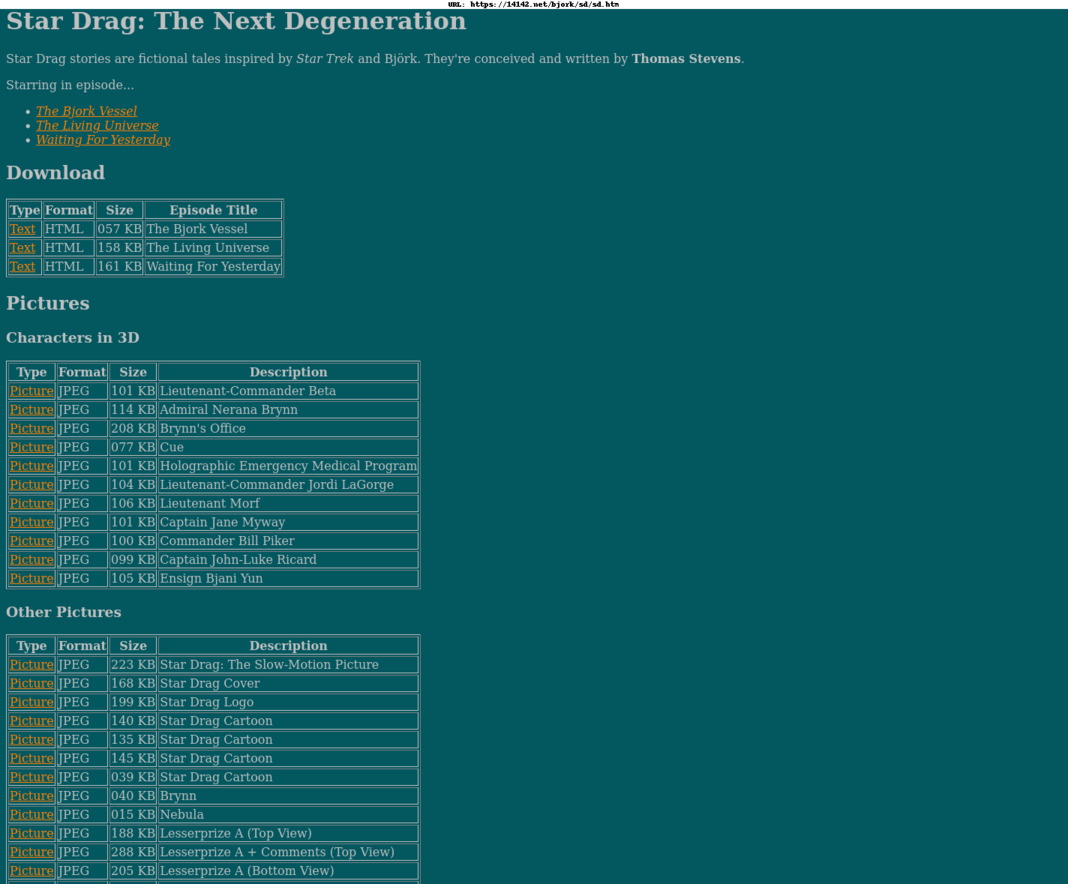 URL: https://14142.net/bjork/sd/sd.htm
Star Drag: The Next Degeneration
Star Drag stories are fictional tales inspired by Star Trek and Björk. They're conceived and written by Thomas Stevens.
Starring in episode...
• The Bjork Vessel
• The Living Universe
• Waiting For Yesterday
Download
Type Format Size Episode Title
Text HTML 057 KB The Bjork Vessel
Text HTML 158 KB The Living Universe
Text HTML 161 KB Waiting For Yesterday
Pictures
Characters in 3D
Type Format Size Description
Picture JPEG 101 KB Lieutenant-Commander Beta
Picture JPEG 114 KB Admiral Nerana Brynn
Picture JPEG 208 KB Brynn's Office
Picture JPEG 077 KB Cue
Picture JPEG 101 KB Holographic Emergency Medical Program
Picture JPEG 104 KB Lieutenant-Commander Jordi LaGorge
Picture JPEG 106 KB Lieutenant Morf
Picture JPEG 101 KB Captain Jane Myway
Picture JPEG 100 KB Commander Bill Piker
Picture JPEG 099 KB Captain John-Luke Ricard
Picture JPEG 105 KB Ensign Bjani Yun
Other Pictures
Type Format Size Description
Picture JPEG 223 KB Star Drag: The Slow-Motion Picture
Picture JPEG 168 KB Star Drag Cover
Picture JPEG 199 KB Star Drag Logo
Picture JPEG 140 KB Star Drag Cartoon
Picture JPEG 135 KB Star Drag Cartoon
Picture JPEG 145 KB Star Drag Cartoon
Picture JPEG 039 KB Star Drag Cartoon
Picture JPEG 040 KB Brynn
Picture JPEG 015 KB Nebula
Picture JPEG 188 KB Lesserprize A (Top View)
Picture JPEG 288 KB Lesserprize A + Comments (Top View)
Picture JPEG 205 KB Lesserprize A (Bottom View)